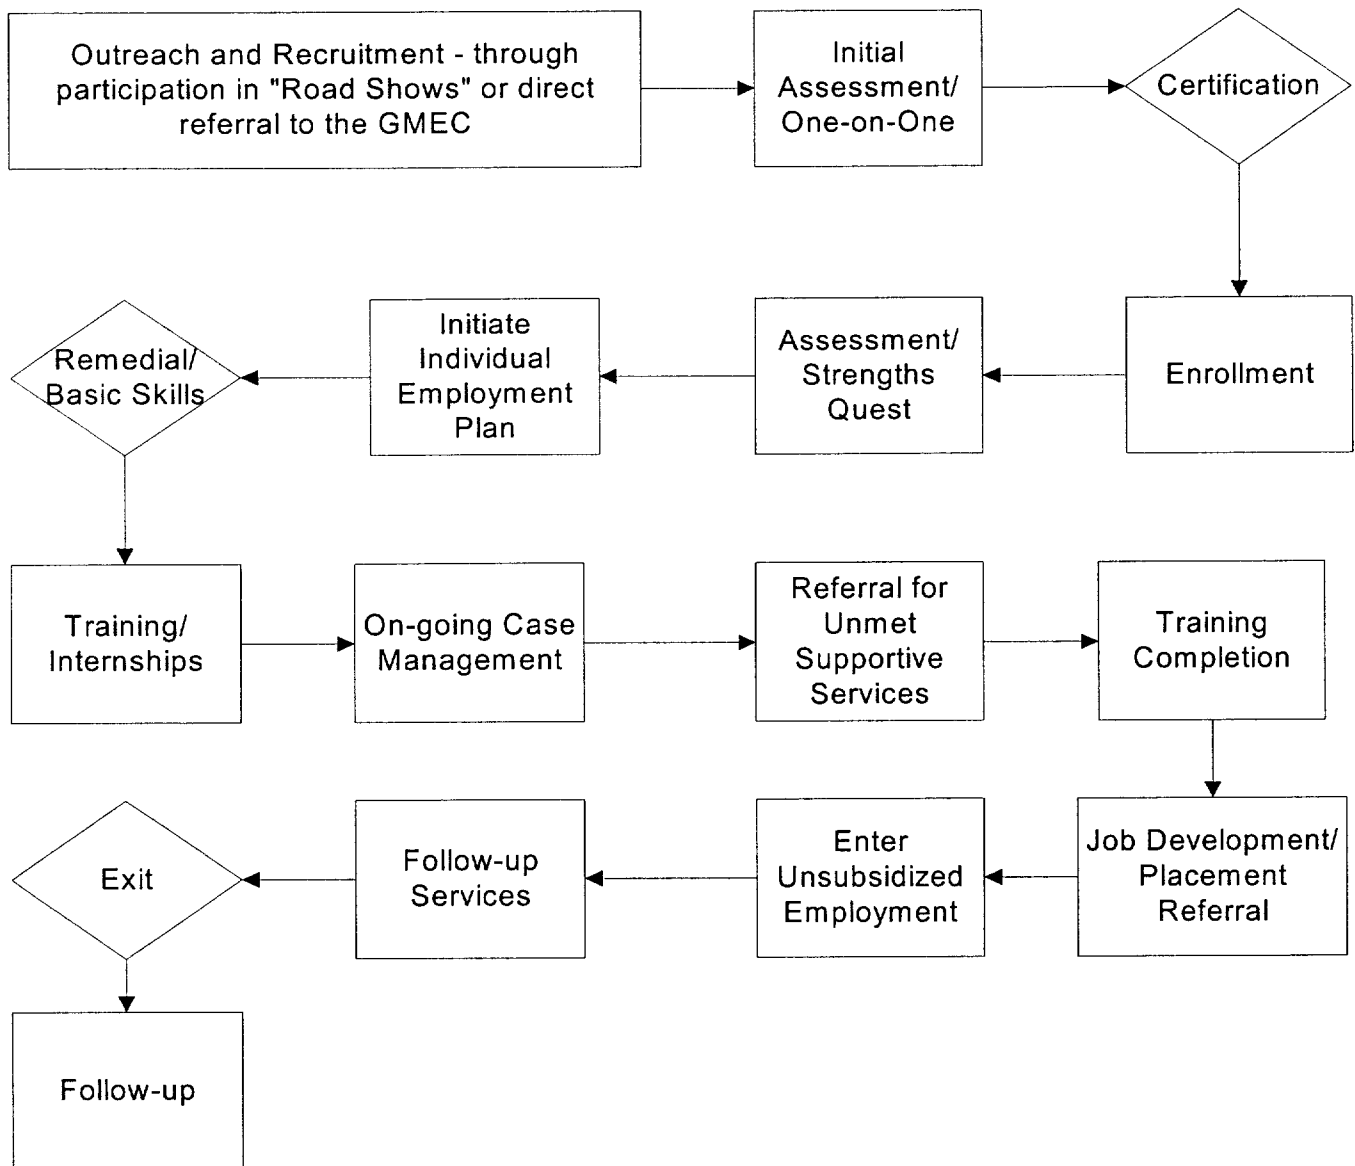 Outreach and Recruitment - through
participation in "Road Shows" or direct
referral to the GMEC
Initial
Assessment/
One-on-One
Certification
Enrollment
Assessment/
Strengths
Quest
Initiate
Individual
Employment
Plan
Remedial/
Basic Skills
Training/
Internships
On-going Case
Management
Referral for
Unmet
Supportive
Services
Training
Completion
Job Development/
Placement
Referral
Enter
Unsubsidized
Employment
Follow-up
Services
Exit
Follow-up